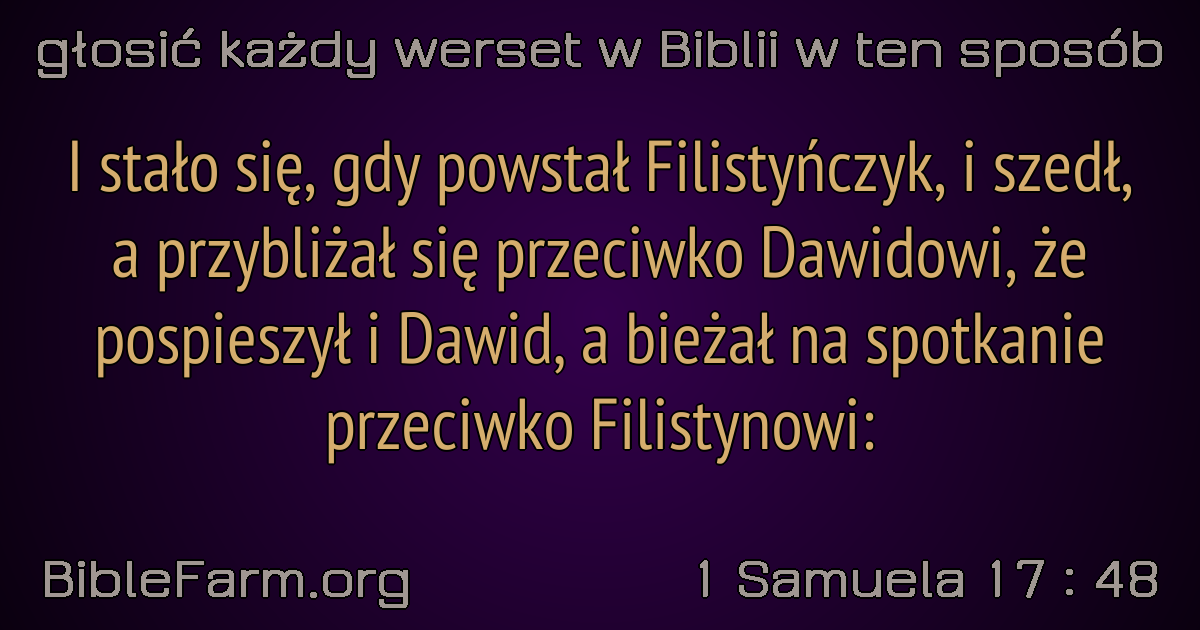 głosić każdy werset w Biblii w ten sposób
I stało się, gdy powstał Filistyńczyk, i szedł,
a przybliżał się przeciwko Dawidowi, że
pospieszył i Dawid, a bieżał na spotkanie
przeciwko Filistynowi:
BibleFarm.org
1 Samuela 17 : 48